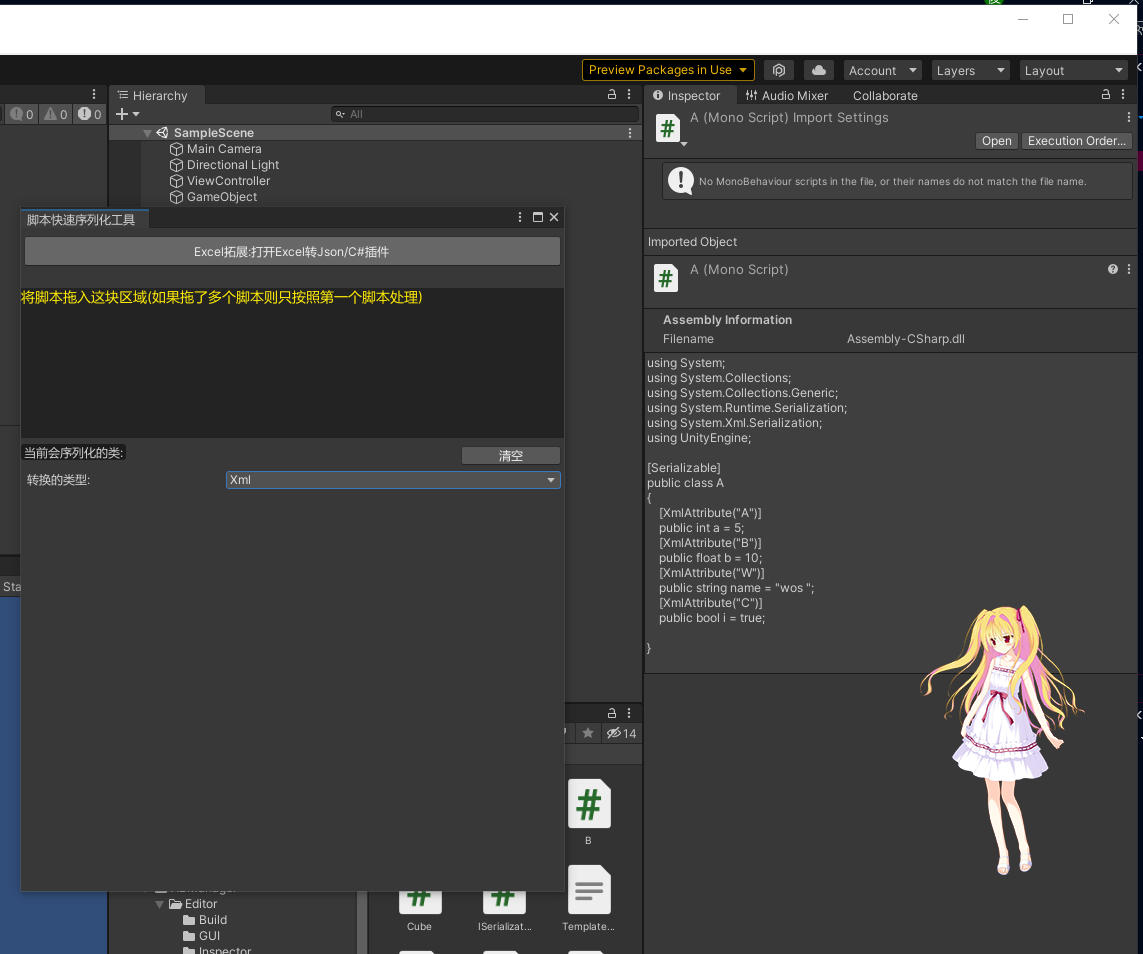 Preview Packages in Use
Account
Layers
Layout
Hierarchy
Inspector
Audio Mixer
Collaborate
0
0
0
All
A (Mono Script) Import Settings
Open
Execution Order...
SampleScene
Main Camera
Directional Light
ViewController
GameObject
No MonoBehaviour scripts in the file, or their names do not match the file name.
脚本快速序列化工具
Excel拓展:打开Excel转Json/C#插件
将脚本拖入这块区域(如果拖了多个脚本则只按照第一个脚本处理)
当前会序列化的类:
清空
转换的类型:
Xml
Imported Object
A (Mono Script)
Assembly Information
Filename
Assembly-CSharp.dll
using System;
using System.Collections;
using System.Collections.Generic;
using System.Runtime.Serialization;
using System.Xml.Serialization;
using UnityEngine;
[Serializable]
public class A
{
[XmlAttribute("A")]
public int a = 5;
[XmlAttribute("B")]
public float b = 10;
[XmlAttribute("W")]
public string name = "wos ";
[XmlAttribute("C")]
public bool i = true;
}
Sta
14
B
Cube
ISerializat...
Template...
Editor
Build
GUI
Inspector